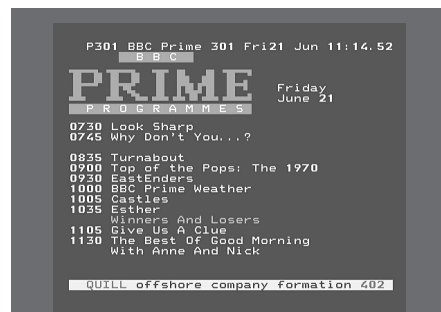 P301 BBC Prime 301 Fri21 Jun 11:14.52
BBC
PRIME
PROGRAMMES
Friday
June 21
0730 Look Sharp
0745 Why Don't You...?
0835 Turnabout
0900 Top of the Pops: The 1970
0930 EastEnders
1000 BBC Prime Weather
1005 Castles
1035 Esther
Winners And Losers
1105 Give Us A Clue
1130 The Best Of Good Morning
With Anne And Nick
QUILL offshore company formation 402